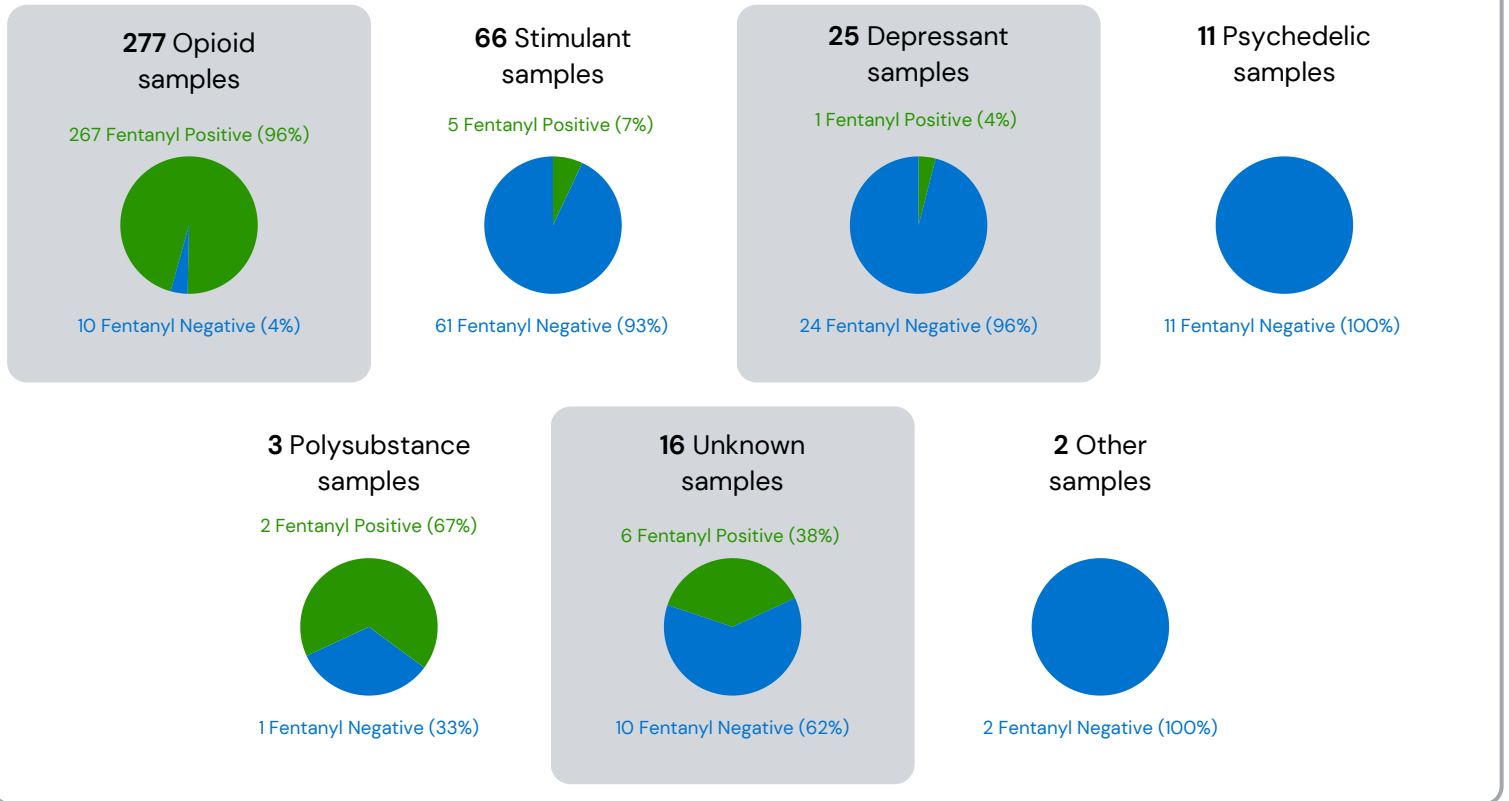 277 Opioid
samples
267 Fentanyl Positive (96%)
10 Fentanyl Negative (4%)
66 Stimulant
samples
5 Fentanyl Positive (7%)
61 Fentanyl Negative (93%)
25 Depressant
samples
1 Fentanyl Positive (4%)
24 Fentanyl Negative (96%)
11 Psychedelic
samples
11 Fentanyl Negative (100%)
3 Polysubstance
samples
2 Fentanyl Positive (67%)
1 Fentanyl Negative (33%)
16 Unknown
samples
6 Fentanyl Positive (38%)
10 Fentanyl Negative (62%)
2 Other
samples
2 Fentanyl Negative (100%)